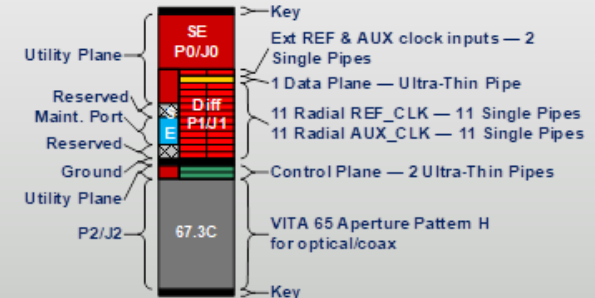 Key
SE
P0/J0
Utility Plane
Ext REF & AUX clock inputs — 2
Single Pipes
1 Data Plane — Ultra-Thin Pipe
Reserved
Maint. Port
S
E
Diff
P1/J1
11 Radial REF_CLK — 11 Single Pipes
11 Radial AUX_CLK — 11 Single Pipes
Reserved
Ground
Control Plane — 2 Ultra-Thin Pipes
Utility Plane
P2/J2
67.3C
VITA 65 Aperture Pattern H
for optical/coax
Key